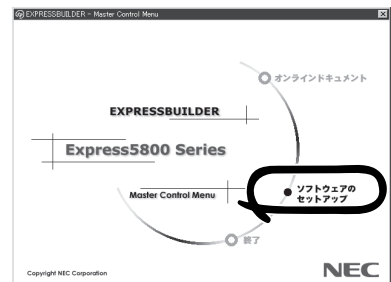 EXPRESSBUILDER - Master Control Menu
オンラインドキュメント
EXPRESSBUILDER
Express5800 Series
ソフトウェアの
セットアップ
Master Control Menu
終了
Copyright NEC Corporation
NEC